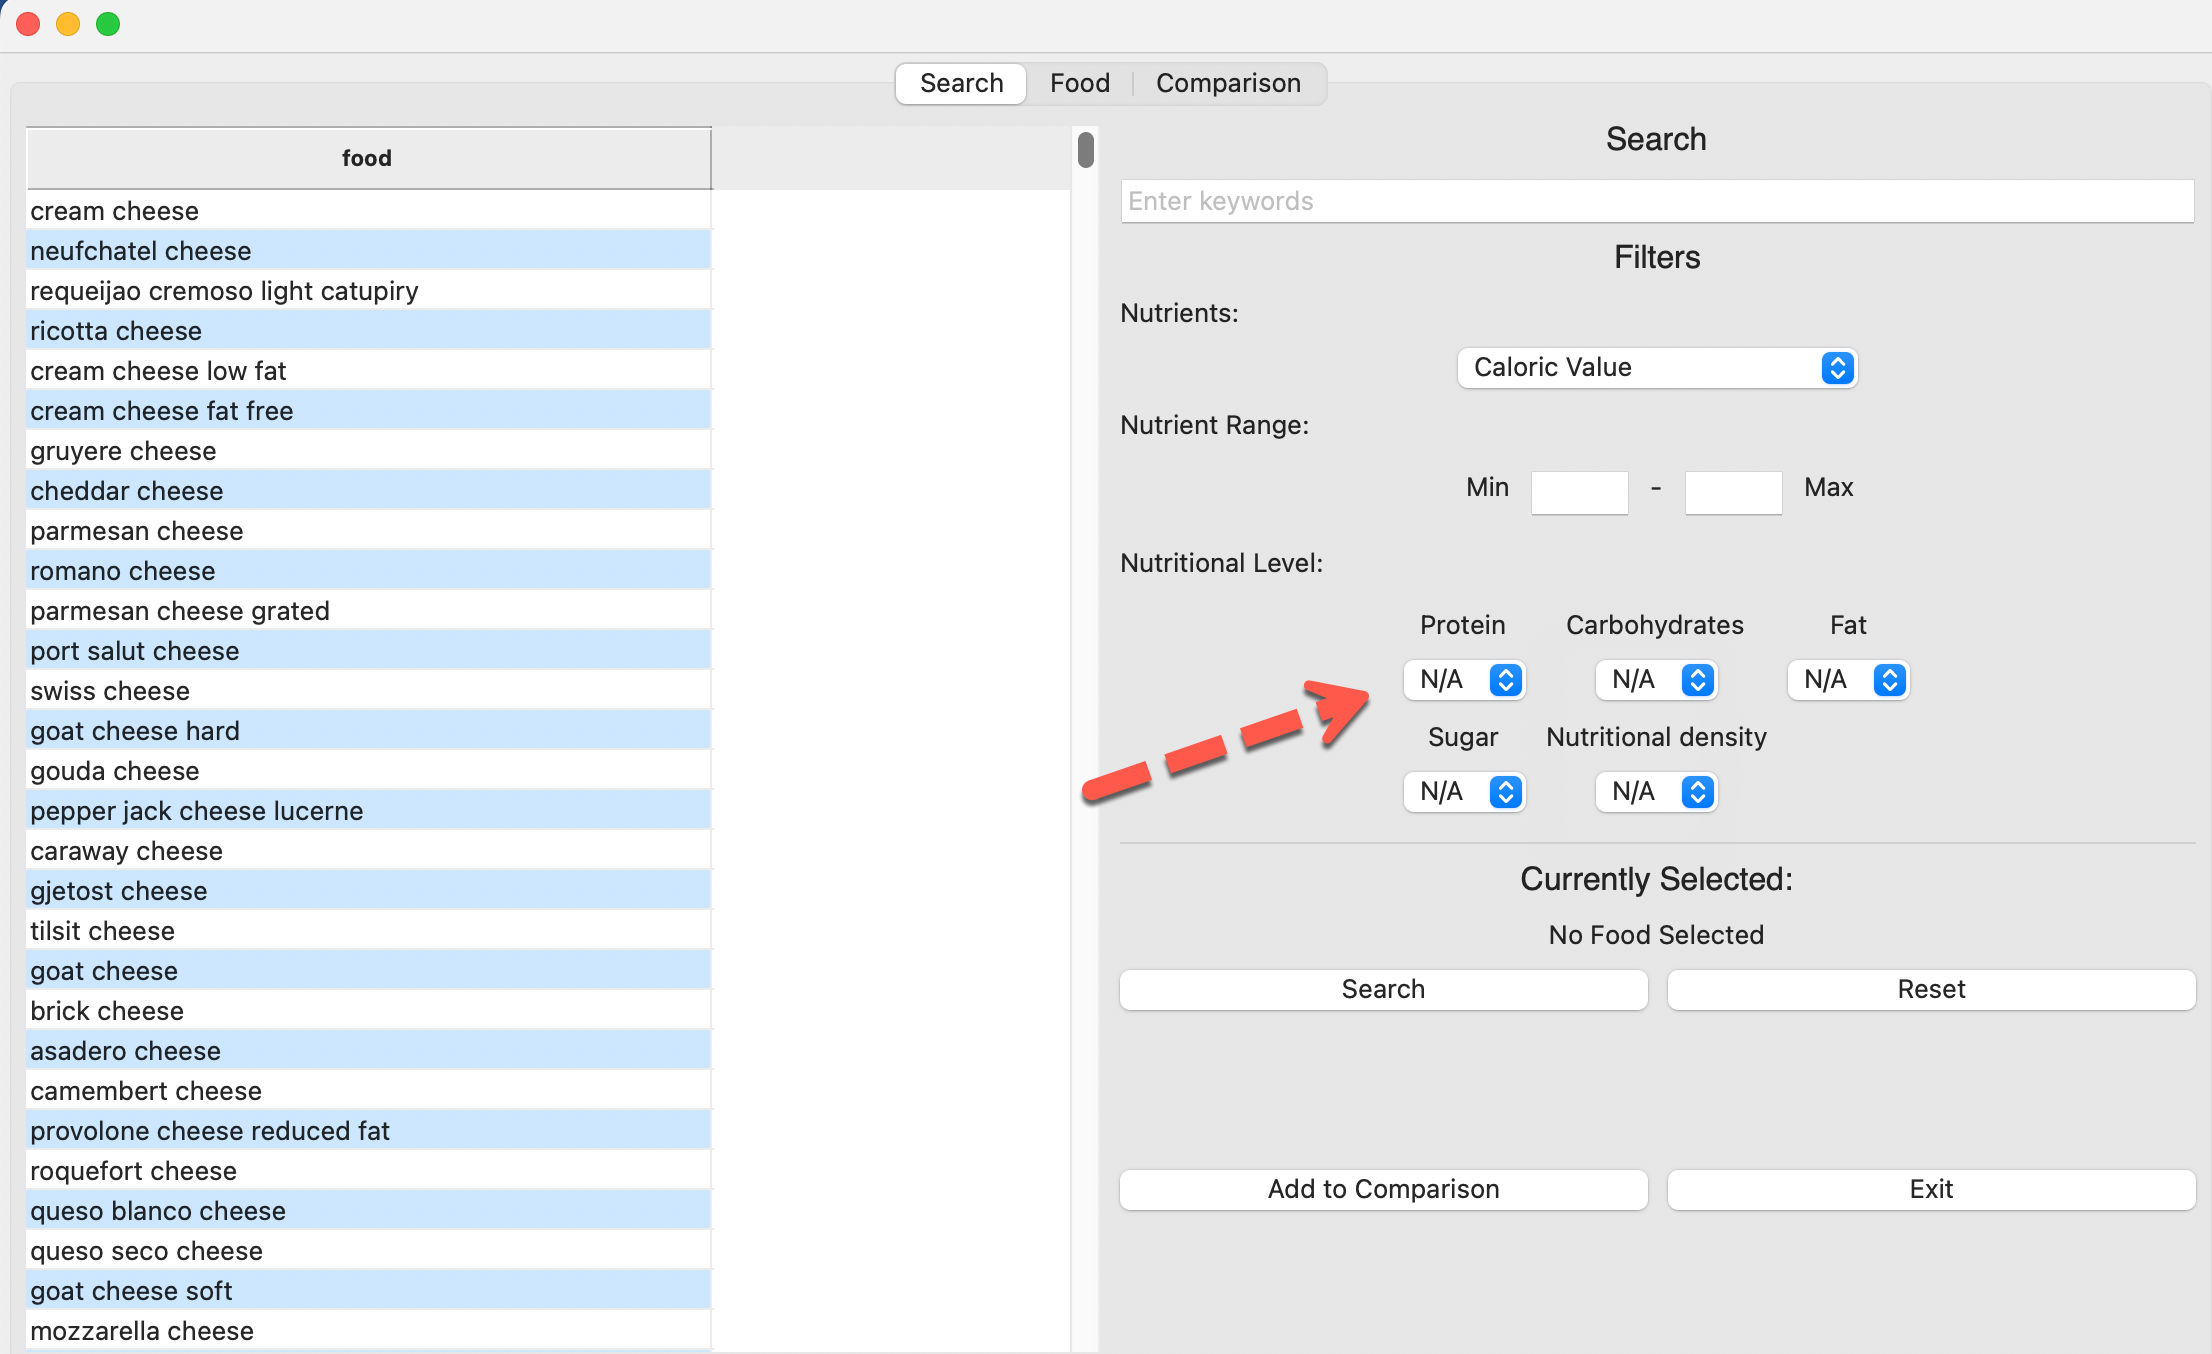 Search Food Comparison
food
cream cheese
neufchatel cheese
requeijao cremoso light catupiry
ricotta cheese
cream cheese low fat
cream cheese fat free
gruyere cheese
cheddar cheese
parmesan cheese
romano cheese
parmesan cheese grated
port salut cheese
swiss cheese
goat cheese hard
gouda cheese
pepper jack cheese lucerne
caraway cheese
gjetost cheese
tilsit cheese
goat cheese
brick cheese
asadero cheese
camembert cheese
provolone cheese reduced fat
roquefort cheese
queso blanco cheese
queso seco cheese
goat cheese soft
mozzarella cheese
Search
Enter keywords
Filters
Nutrients:
Caloric Value
Nutrient Range:
Min - Max
Nutritional Level:
Protein Carbohydrates Fat
N/A N/A N/A
Sugar Nutritional density
N/A N/A
Currently Selected:
No Food Selected
Search Reset
Add to Comparison Exit